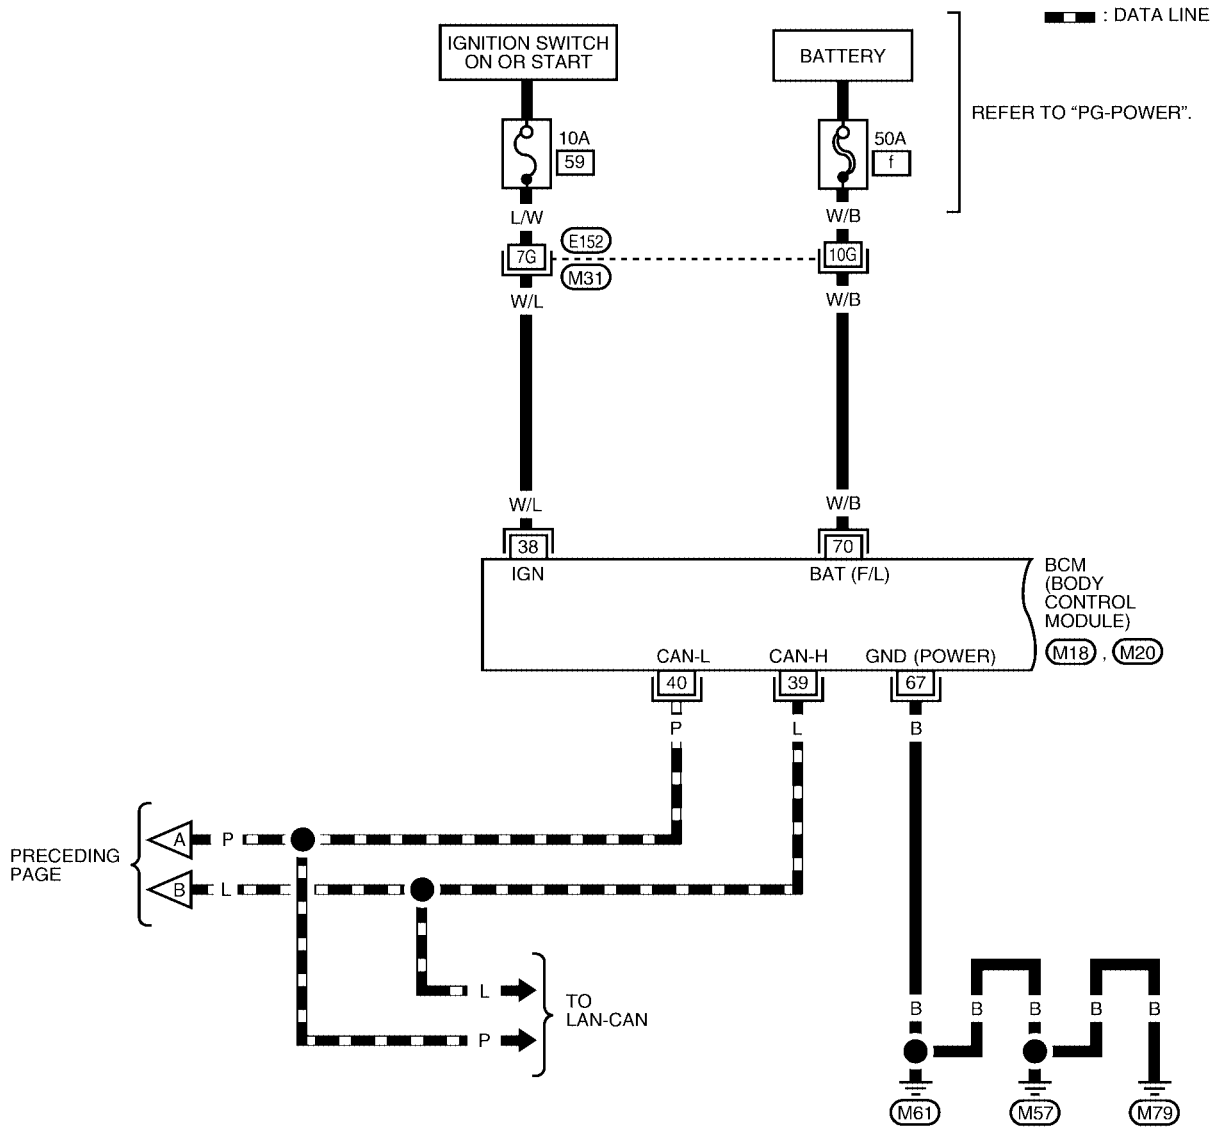 : DATA LINE
IGNITION SWITCH
ON OR START
BATTERY
REFER TO “PG-POWER”.
10A
59
50A
f
L/W
W/B
7G
E152
M31
10G
W/L
W/B
W/L
W/B
38
70
IGN
BAT (F/L)
BCM
(BODY
CONTROL
MODULE)
M18 , M20
CAN-L
CAN-H
GND (POWER)
40
39
67
P
L
B
PRECEDING
PAGE
A
P
B
L
L
P
TO
LAN-CAN
B
B
B
B
B
M61
M57
M79